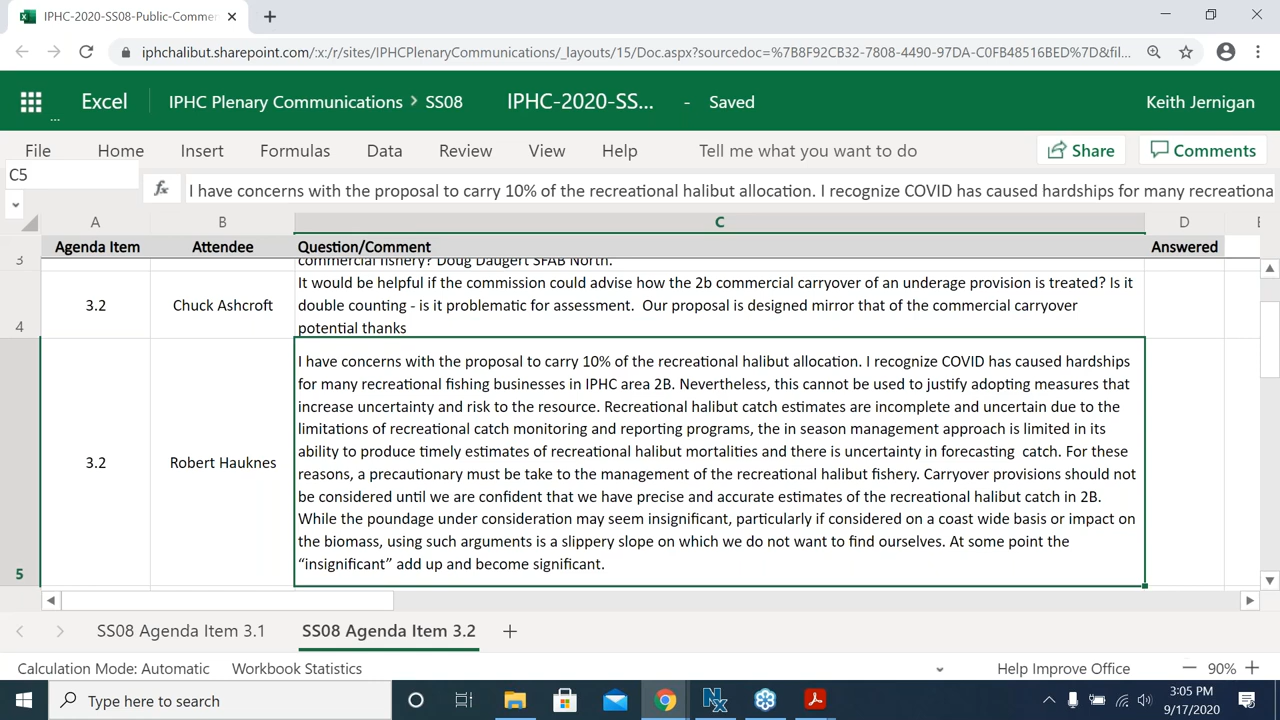 IPHC-2020-SS08-Public-Commen
iphchalibut.sharepoint.com/:x:/r/sites/IPHCPlenaryCommunications/_layouts/15/Doc.aspx?sourcedoc=%7B8F92CB32-7808-4490-97DA-C0FB48516BED%7D&fil...
Excel
IPHC Plenary Communications > SS08
IPHC-2020-SS... - Saved
Keith Jernigan
...
File Home Insert Formulas Data Review View Help Tell me what you want to do
Share
Comments
C5
fx
I have concerns with the proposal to carry 10% of the recreational halibut allocation. I recognize COVID has caused hardships for many recreationa
A B C D E
Agenda Item Attendee Question/Comment Answered
3 commercial fishery? Doug Daugert SFAB North.
It would be helpful if the commission could advise how the 2b commercial carryover of an underage provision is treated? Is it
3.2 Chuck Ashcroft double counting - is it problematic for assessment.  Our proposal is designed mirror that of the commercial carryover
4 potential thanks
I have concerns with the proposal to carry 10% of the recreational halibut allocation. I recognize COVID has caused hardships
for many recreational fishing businesses in IPHC area 2B. Nevertheless, this cannot be used to justify adopting measures that
increase uncertainty and risk to the resource. Recreational halibut catch estimates are incomplete and uncertain due to the
limitations of recreational catch monitoring and reporting programs, the in season management approach is limited in its
ability to produce timely estimates of recreational halibut mortalities and there is uncertainty in forecasting  catch. For these
3.2 Robert Hauknes
reasons, a precautionary must be take to the management of the recreational halibut fishery. Carryover provisions should not
be considered until we are confident that we have precise and accurate estimates of the recreational halibut catch in 2B.
While the poundage under consideration may seem insignificant, particularly if considered on a coast wide basis or impact on
the biomass, using such arguments is a slippery slope on which we do not want to find ourselves. At some point the
5 “insignificant” add up and become significant.
SS08 Agenda Item 3.1
SS08 Agenda Item 3.2
Calculation Mode: Automatic Workbook Statistics
Help Improve Office
90%
Type here to search
3:05 PM
9/17/2020